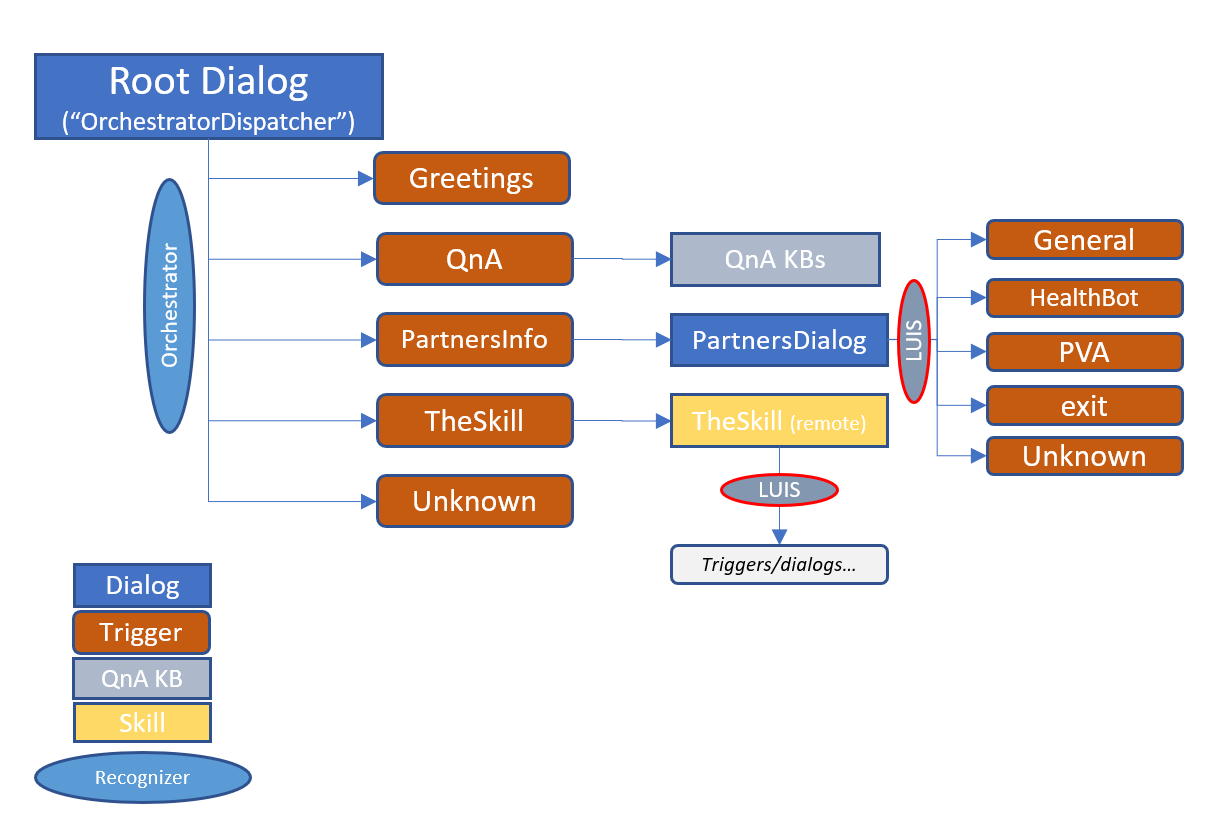 Root Dialog
(“OrchestratorDispatcher”)
Orchestrator
Greetings
QnA
QnA KBs
PartnersInfo
PartnersDialog
LUIS
General
HealthBot
PVA
exit
Unknown
TheSkill
TheSkill (remote)
LUIS
Triggers/dialogs...
Unknown
Dialog
Trigger
QnA KB
Skill
Recognizer